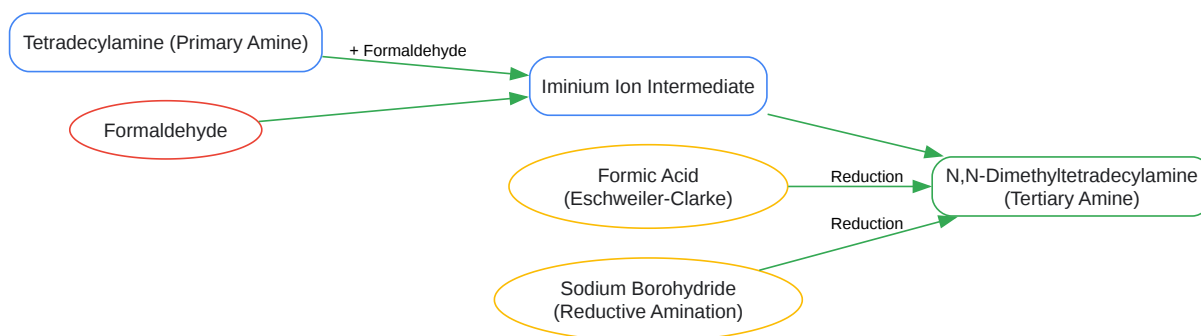 Tetradecylamine (Primary Amine)
+ Formaldehyde
Iminium Ion Intermediate
Formaldehyde
Formic Acid
(Eschweiler-Clarke)
Reduction
N,N-Dimethyltetradecylamine
(Tertiary Amine)
Reduction
Sodium Borohydride
(Reductive Amination)